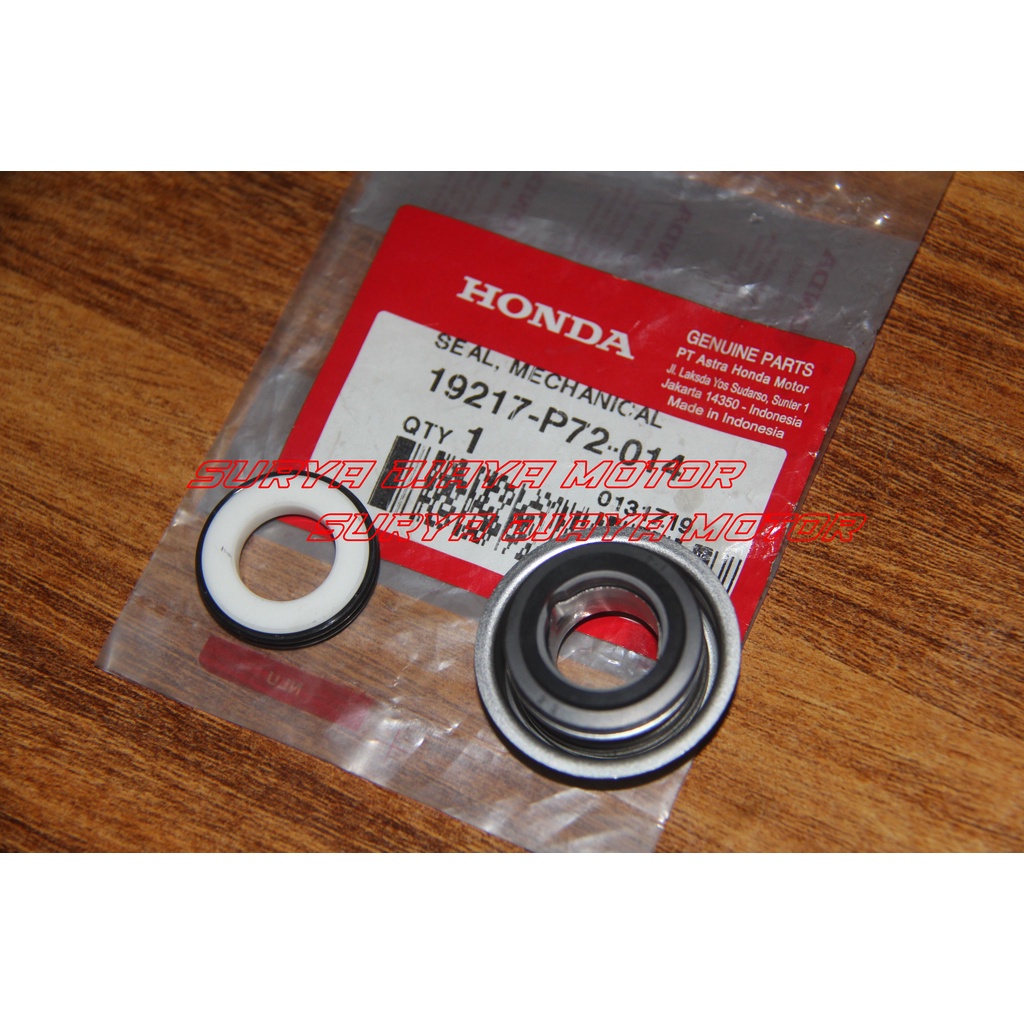 HONDA
GENUINE PARTS
PT Astra Honda Motor
Jl. Laksda Yos Sudarso, Sunter 1
Jakarta 14350 - Indonesia
Made in Indonesia
SEAL, MECHANICAL
19217-P72-014
QTY 1
SURYA DJAYA MOTOR
0131719
SURYA DJAYA MOTOR